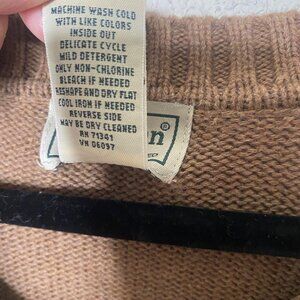 MACHINE WASH COLD
WITH LIKE COLORS
INSIDE OUT
DELICATE CYCLE
MILD DETERGENT
ONLY NON-CHLORINE
BLEACH IF NEEDED
RESHAPE AND DRY FLAT
COOL IRON IF NEEDED
REVERSE SIDE
MAY BE DRY CLEANED
RN 71341
VN 06097